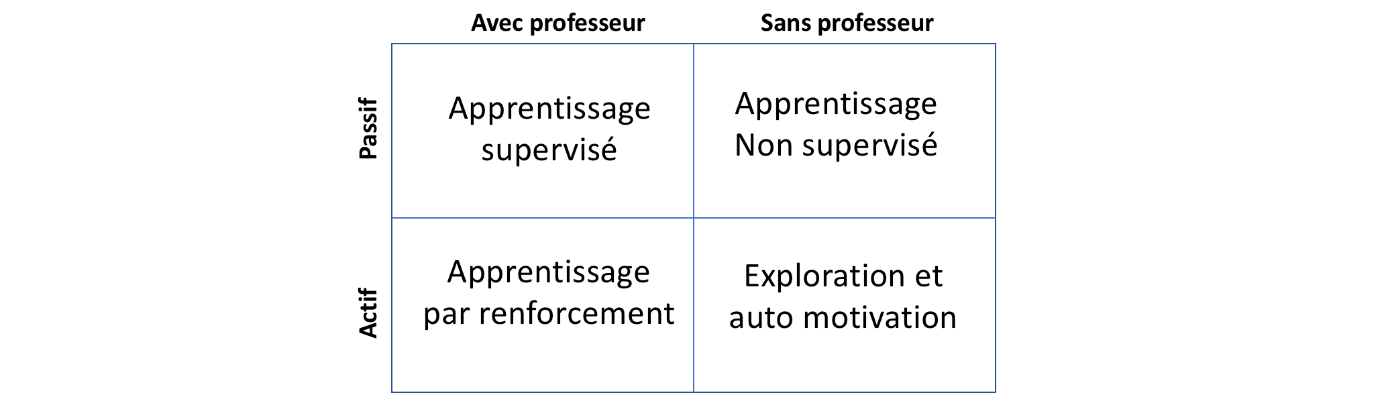 Avec professeur
Sans professeur
Passif
Apprentissage
supervisé
Apprentissage
Non supervisé
Actif
Apprentissage
par renforcement
Exploration et
auto motivation